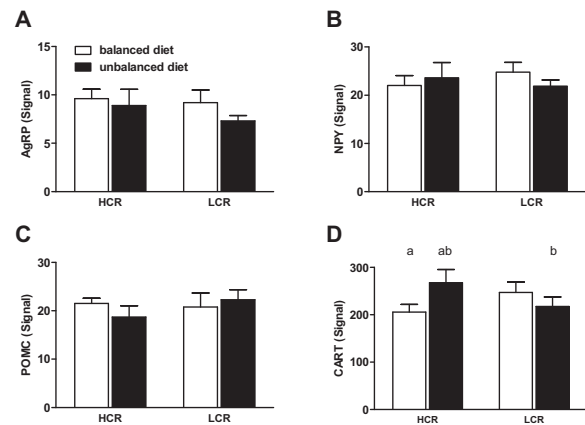 A
AgRP (Signal)
15
10
5
0
balanced diet
unbalanced diet
HCR LCR
B
NPY (Signal)
30
20
10
0
HCR LCR
C
POMC (Signal)
30
20
10
0
HCR LCR
D
a ab b
CART (Signal)
300
200
100
0
HCR LCR